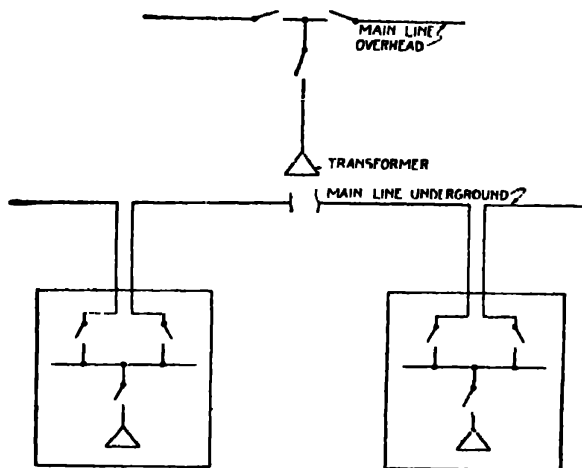 MAIN LINE
OVERHEAD
TRANSFORMER
MAIN LINE UNDERGROUND